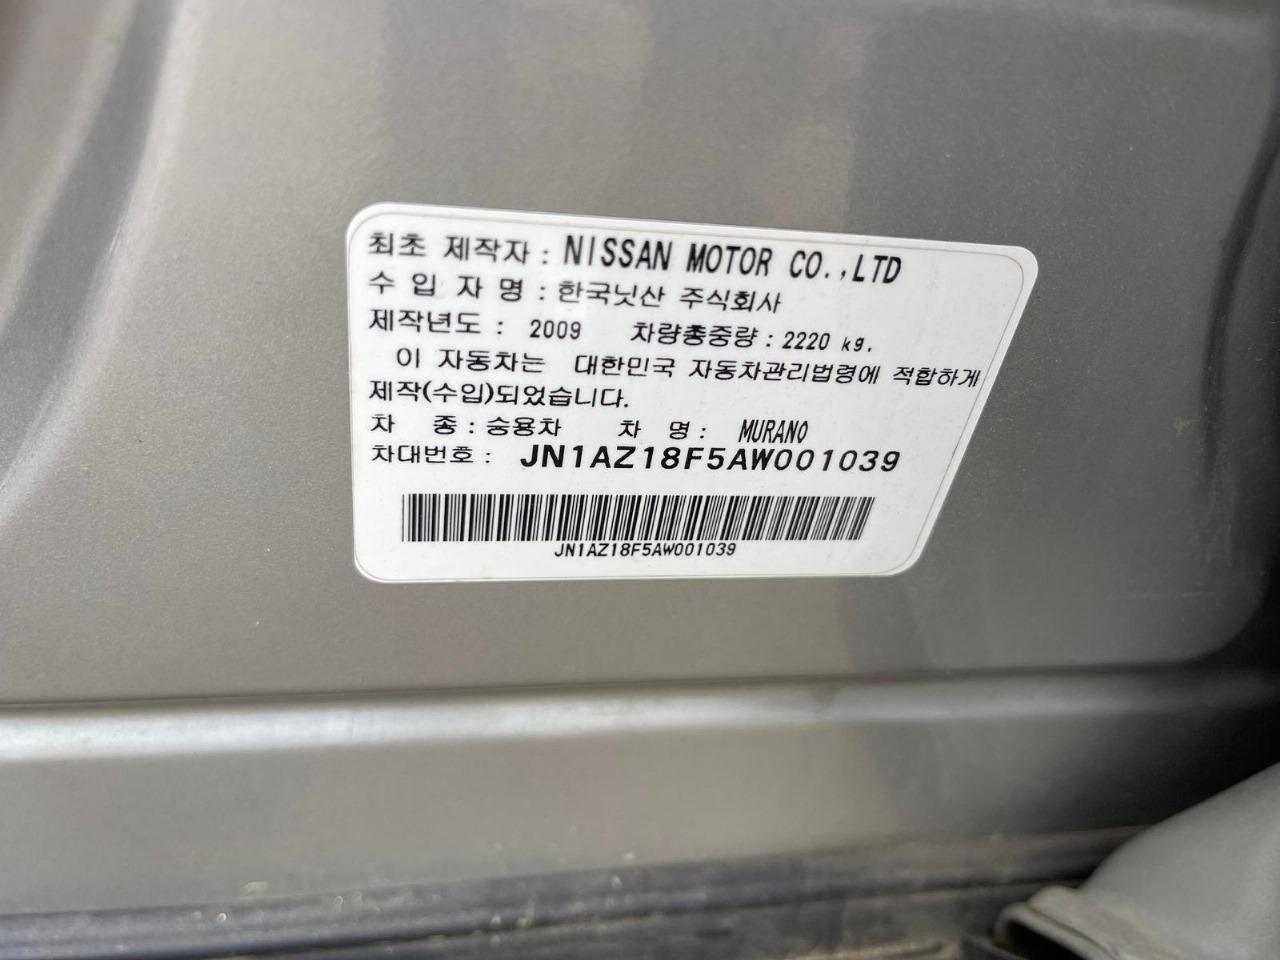 최초 제작자 : NISSAN MOTOR CO.,LTD
수 입 자 명 : 한국닛산 주식회사
제작년도 : 2009 차량총중량 : 2220 kg.
이 자동차는 대한민국 자동차관리법령에 적합하게
제작(수입)되었습니다.
차 종 : 승용차 차 명 : MURANO
차대번호 : JN1AZ18F5AW001039
JN1AZ18F5AW001039